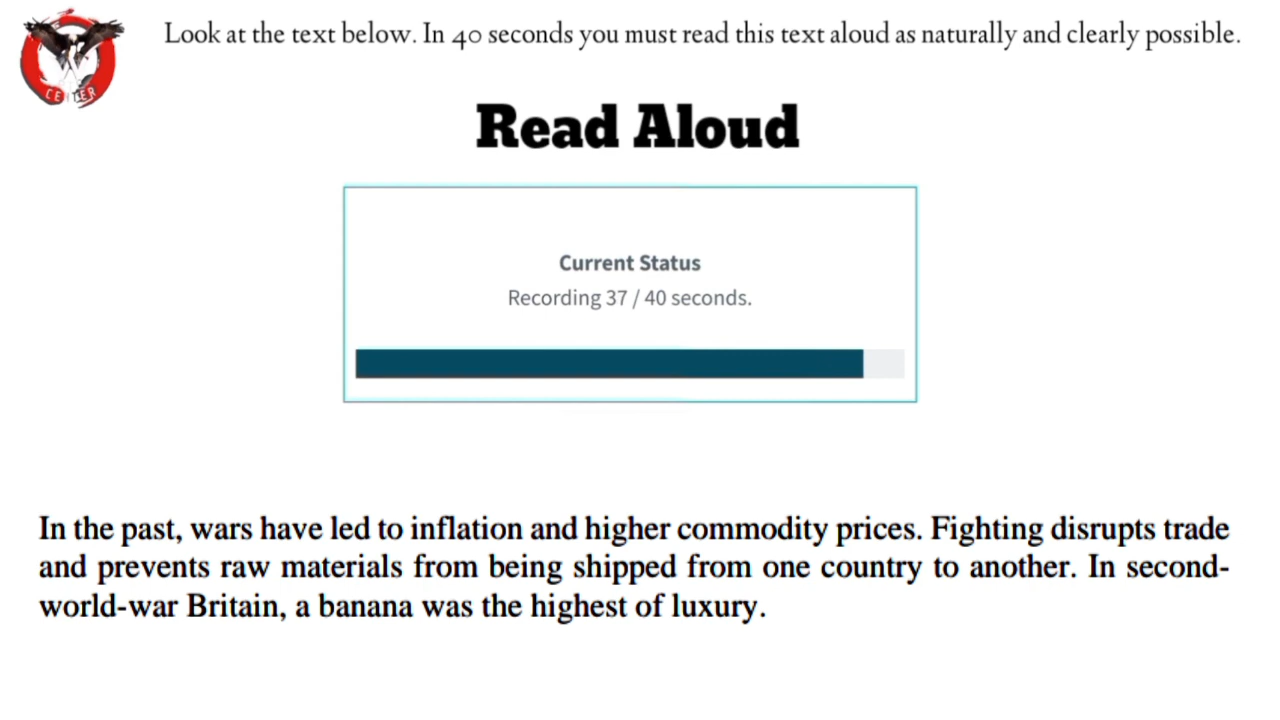 Look at the text below. In 40 seconds you must read this text aloud as naturally and clearly possible.
CENTER
Read Aloud
Current Status
Recording 37 / 40 seconds.
In the past, wars have led to inflation and higher commodity prices. Fighting disrupts trade
and prevents raw materials from being shipped from one country to another. In second-
world-war Britain, a banana was the highest of luxury.